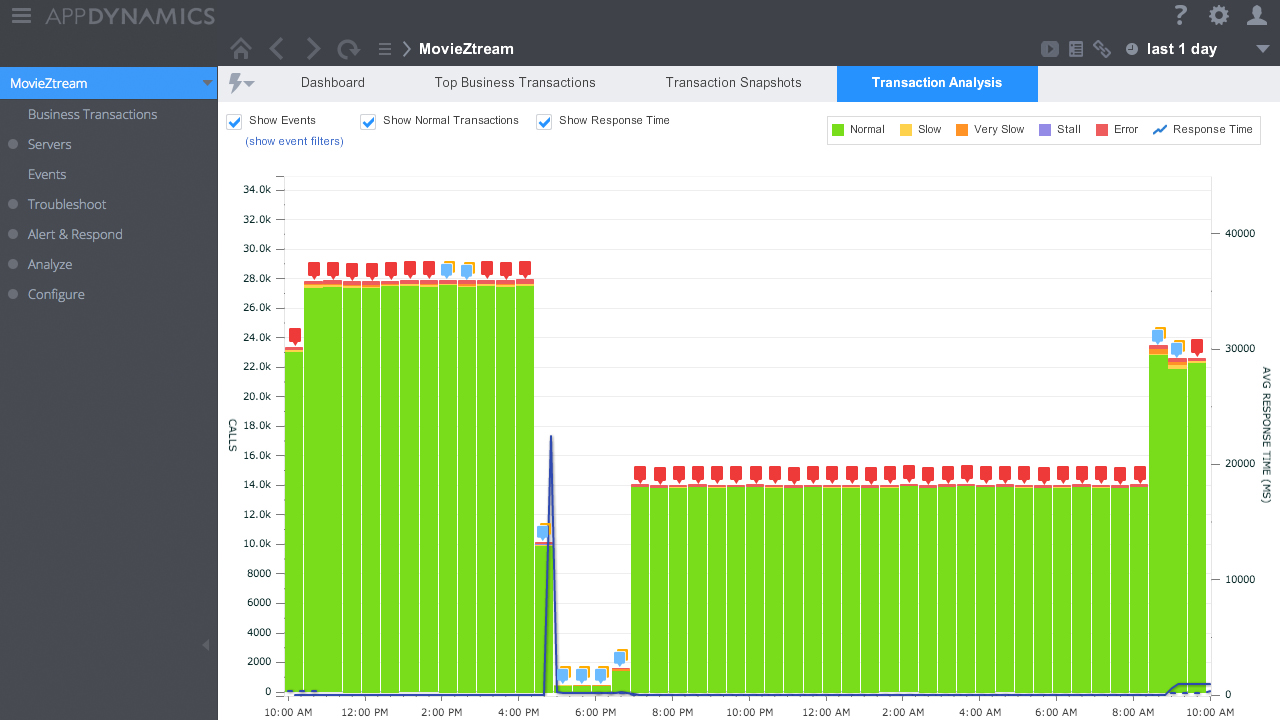 APPDYNAMICS
?
MovieZtream
last 1 day
MovieZtream
Business Transactions
Servers
Events
Troubleshoot
Alert & Respond
Analyze
Configure
Dashboard
Top Business Transactions
Transaction Snapshots
Transaction Analysis
Show Events
Show Normal Transactions
Show Response Time
(show event filters)
Normal
Slow
Very Slow
Stall
Error
Response Time
34.0k
32.0k
30.0k
28.0k
26.0k
24.0k
22.0k
20.0k
18.0k
16.0k
14.0k
12.0k
10.0k
8000
6000
4000
2000
0
CALLS
40000
30000
20000
10000
0
AVG RESPONSE TIME (MS)
10:00 AM
12:00 PM
2:00 PM
4:00 PM
6:00 PM
8:00 PM
10:00 PM
12:00 AM
2:00 AM
4:00 AM
6:00 AM
8:00 AM
10:00 AM